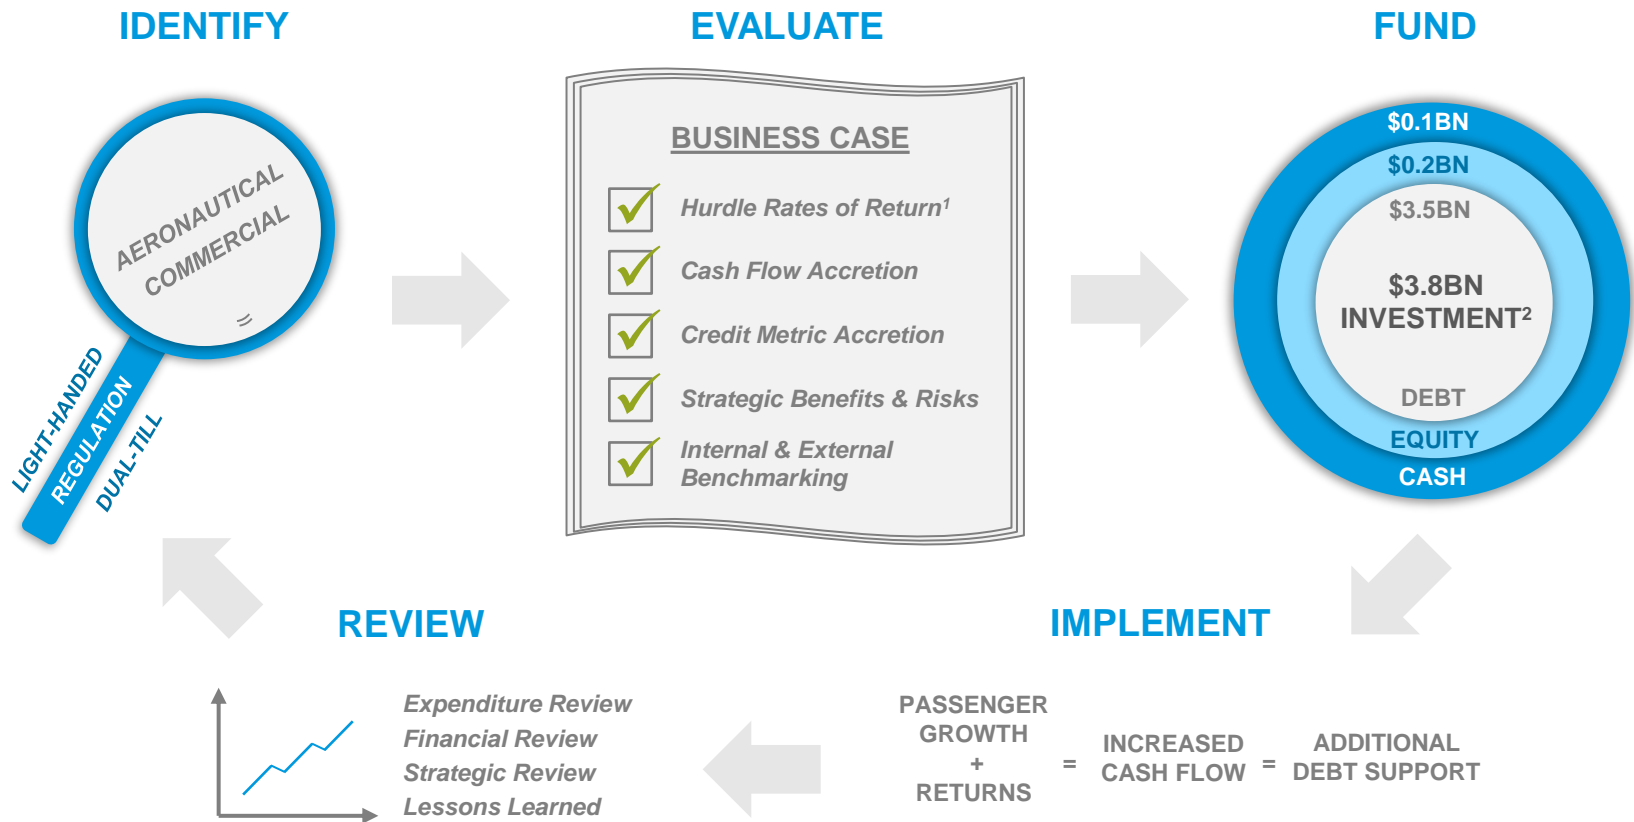 IDENTIFY
EVALUATE
FUND
AERONAUTICAL
COMMERCIAL
LIGHT-HANDED
REGULATION
DUAL-TILL
BUSINESS CASE
Hurdle Rates of Return¹
Cash Flow Accretion
Credit Metric Accretion
Strategic Benefits & Risks
Internal & External
Benchmarking
$0.1BN
$0.2BN
$3.5BN
$3.8BN
INVESTMENT²
DEBT
EQUITY
CASH
REVIEW
IMPLEMENT
Expenditure Review
Financial Review
Strategic Review
Lessons Learned
PASSENGER
GROWTH
+
RETURNS
=
INCREASED
CASH FLOW
=
ADDITIONAL
DEBT SUPPORT